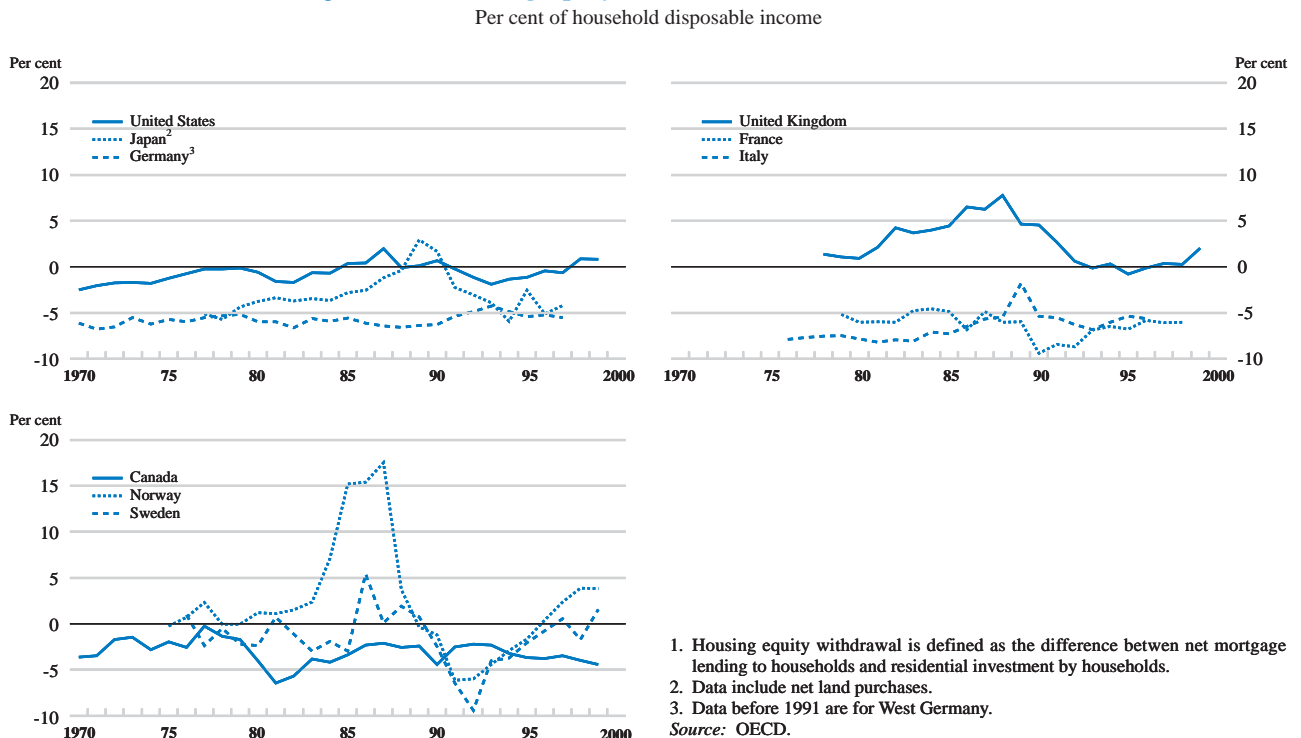 Per cent of household disposable income
Per cent
Per cent
20
20
United States
United Kingdom
15
15
Japan2
France
Germany3
Italy
10
10
5
5
0
0
-5
-5
-10
-10
1970 75 80 85 90 95 2000
1970 75 80 85 90 95 2000
Per cent
20
Canada
15
Norway
Sweden
10
5
0
-5
-10
1970 75 80 85 90 95 2000
1. Housing equity withdrawal is defined as the difference betwen net mortgage
lending to households and residential investment by households.
2. Data include net land purchases.
3. Data before 1991 are for West Germany.
Source: OECD.